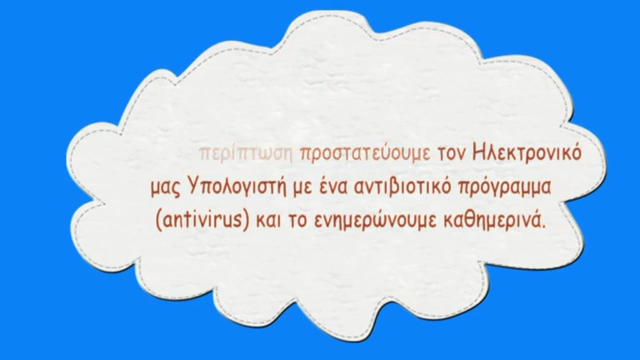 περίπτωση προστατεύουμε τον Ηλεκτρονικό
μας Υπολογιστή με ένα αντιβιοτικό πρόγραμμα
(antivirus) και το ενημερώνουμε καθημερινά.